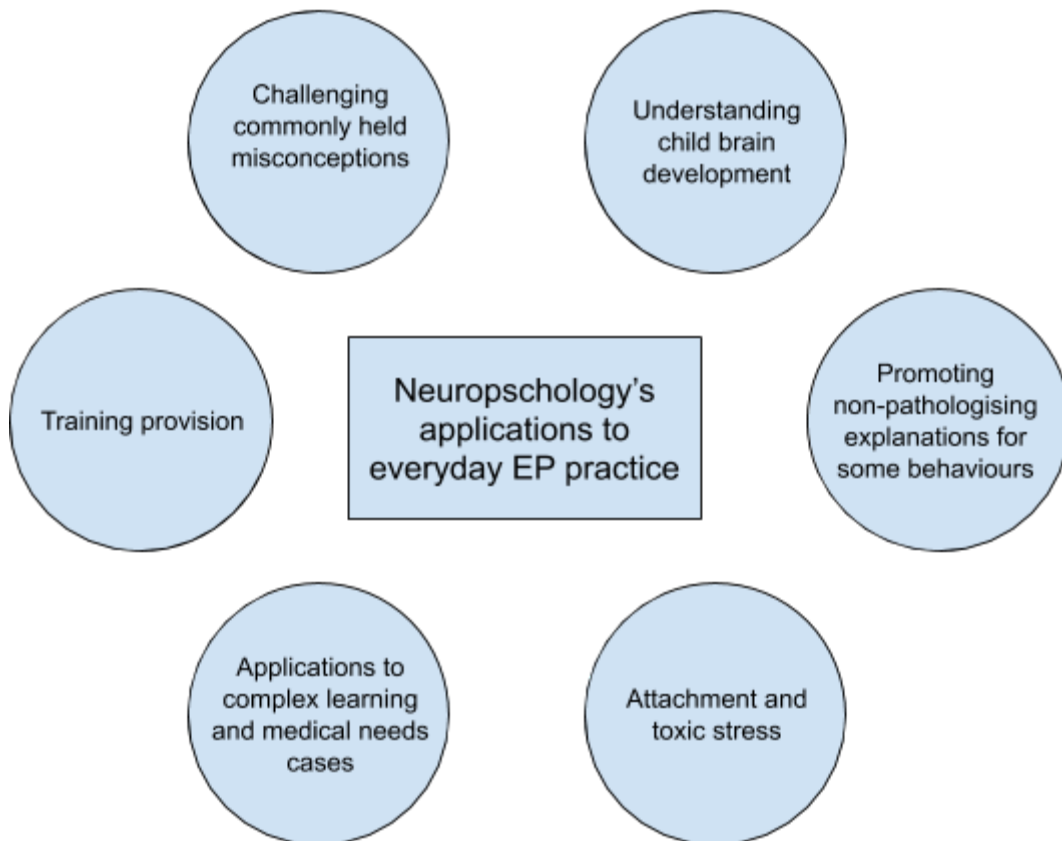 Challenging
commonly held
misconceptions
Understanding
child brain
development
Training provision
Neuropschology’s
applications to
everyday EP practice
Promoting
non-pathologising
explanations for
some behaviours
Applications to
complex learning
and medical needs
cases
Attachment and
toxic stress